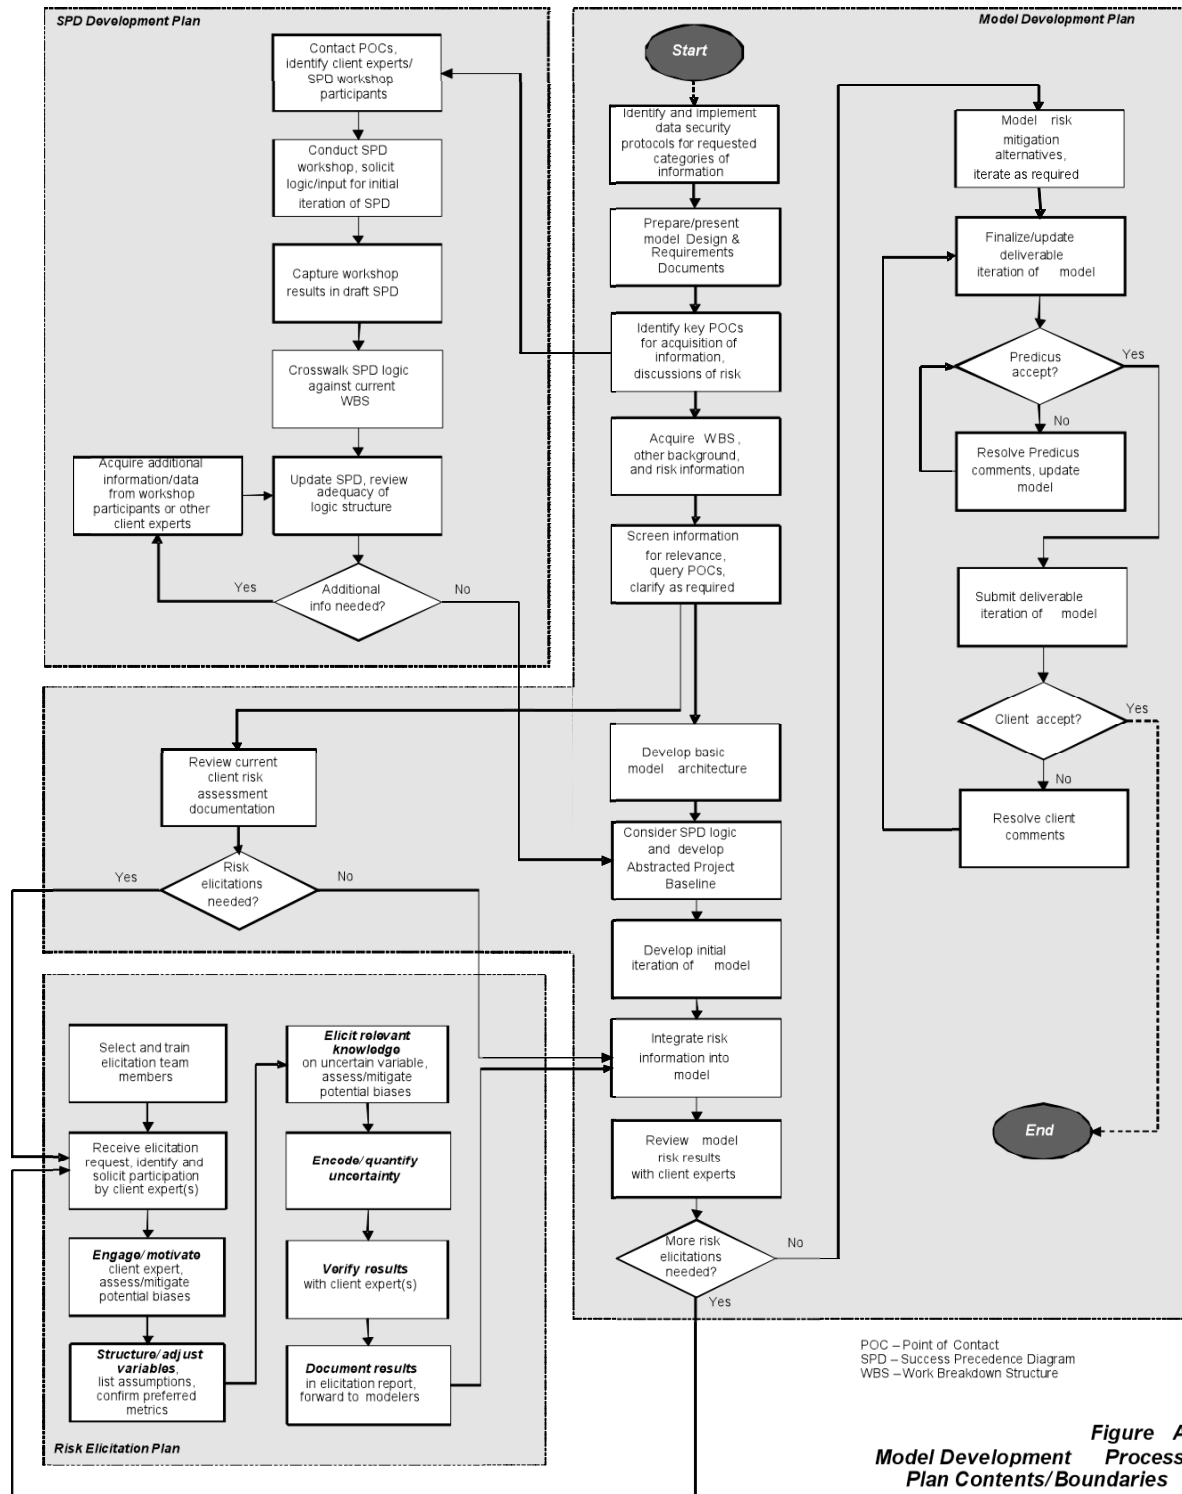 SPD Development Plan
Contact POCs,
identify client experts/
SPD workshop
participants
Conduct SPD
workshop, solicit
logic/input for initial
iteration of SPD
Capture workshop
results in draft SPD
Crosswalk SPD logic
against current
WBS
Acquire additional
information/data
from workshop
participants or other
client experts
Update SPD, review
adequacy of
logic structure
Yes
Additional
info needed?
No
Model Development Plan
Start
Identify and implement
data security
protocols for requested
categories of
information
Prepare/present
model Design &
Requirements
Documents
Identify key POCs
for acquisition of
information,
discussions of risk
Acquire WBS,
other background,
and risk information
Screen information
for relevance,
query POCs,
clarify as required
Develop basic
model architecture
Consider SPD logic
and develop
Abstracted Project
Baseline
Develop initial
iteration of model
Integrate risk
information into
model
Review model
risk results
with client experts
More risk
elicitations
needed?
No
Yes
Model risk
mitigation
alternatives,
iterate as required
Finalize/update
deliverable
iteration of model
Predicus
accept?
Yes
No
Resolve Predicus
comments, update
model
Submit deliverable
iteration of model
Client accept?
Yes
No
Resolve client
comments
End
Review current
client risk
assessment
documentation
Yes
Risk
elicitations
needed?
No
Select and train
elicitation team
members
Receive elicitation
request, identify and
solicit participation
by client expert(s)
Engage/motivate
client expert,
assess/mitigate
potential biases
Structure/adjust
variables,
list assumptions,
confirm preferred
metrics
Elicit relevant
knowledge
on uncertain variable,
assess/mitigate
potential biases
Encode/quantify
uncertainty
Verify results
with client expert(s)
Document results
in elicitation report,
forward to modelers
Risk Elicitation Plan
POC – Point of Contact
SPD – Success Precedence Diagram
WBS – Work Breakdown Structure
Figure A
Model Development Process
Plan Contents/Boundaries